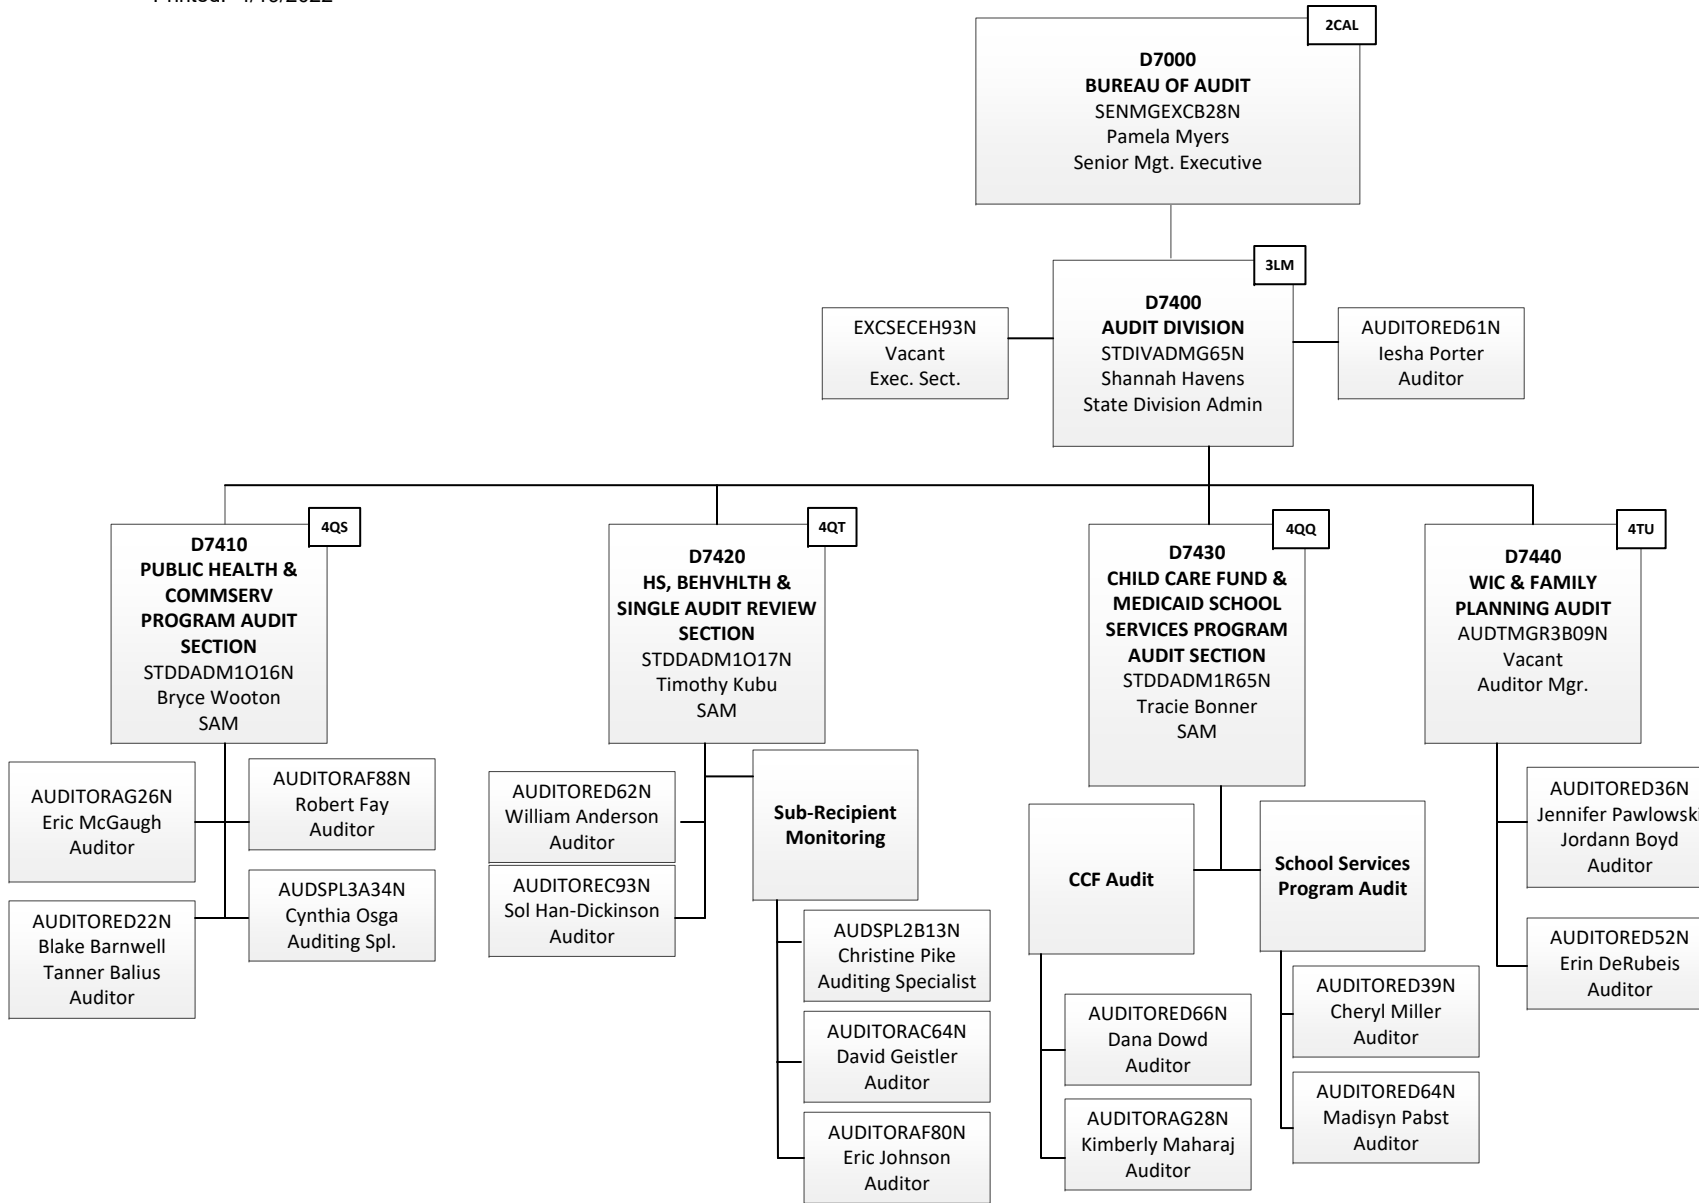 2CAL
D7000
BUREAU OF AUDIT
SENMGEXCB28N
Pamela Myers
Senior Mgt. Executive
3LM
D7400
AUDIT DIVISION
STDIVADMG65N
Shannah Havens
State Division Admin
EXCSECEH93N
Vacant
Exec. Sect.
AUDITORED61N
Iesha Porter
Auditor
4QS
D7410
PUBLIC HEALTH &
COMMSERV
PROGRAM AUDIT
SECTION
STDDADM1O16N
Bryce Wooton
SAM
4QT
D7420
HS, BEHVHLTH &
SINGLE AUDIT REVIEW
SECTION
STDDADM1O17N
Timothy Kubu
SAM
4QQ
D7430
CHILD CARE FUND &
MEDICAID SCHOOL
SERVICES PROGRAM
AUDIT SECTION
STDDADM1R65N
Tracie Bonner
SAM
4TU
D7440
WIC & FAMILY
PLANNING AUDIT
AUDTMGR3B09N
Vacant
Auditor Mgr.
AUDITORAG26N
Eric McGaugh
Auditor
AUDITORAF88N
Robert Fay
Auditor
AUDITORED22N
Blake Barnwell
Tanner Balius
Auditor
AUDSPL3A34N
Cynthia Osga
Auditing Spl.
AUDITORED62N
William Anderson
Auditor
AUDITOREC93N
Sol Han-Dickinson
Auditor
Sub-Recipient
Monitoring
AUDSPL2B13N
Christine Pike
Auditing Specialist
AUDITORAC64N
David Geistler
Auditor
AUDITORAF80N
Eric Johnson
Auditor
CCF Audit
AUDITORED66N
Dana Dowd
Auditor
AUDITORAG28N
Kimberly Maharaj
Auditor
School Services
Program Audit
AUDITORED39N
Cheryl Miller
Auditor
AUDITORED64N
Madisyn Pabst
Auditor
AUDITORED36N
Jennifer Pawlowski
Jordann Boyd
Auditor
AUDITORED52N
Erin DeRubeis
Auditor